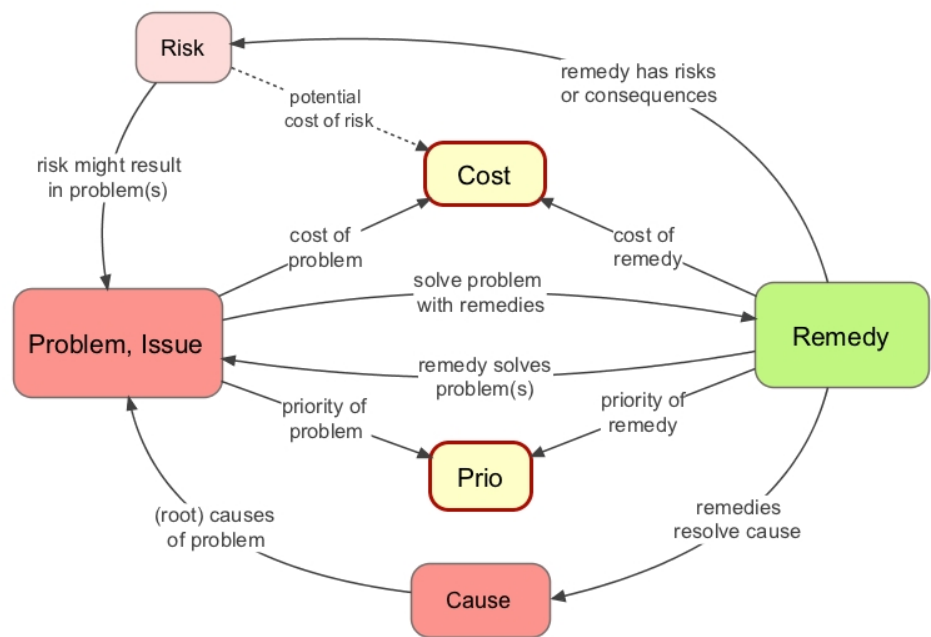 Risk
remedy has risks
or consequences
potential
cost of risk
risk might result
in problem(s)
Cost
cost of
problem
cost of
remedy
solve problem
with remedies
Problem, Issue
Remedy
remedy solves
problem(s)
priority of
problem
priority of
remedy
Prio
(root) causes
of problem
remedies
resolve cause
Cause